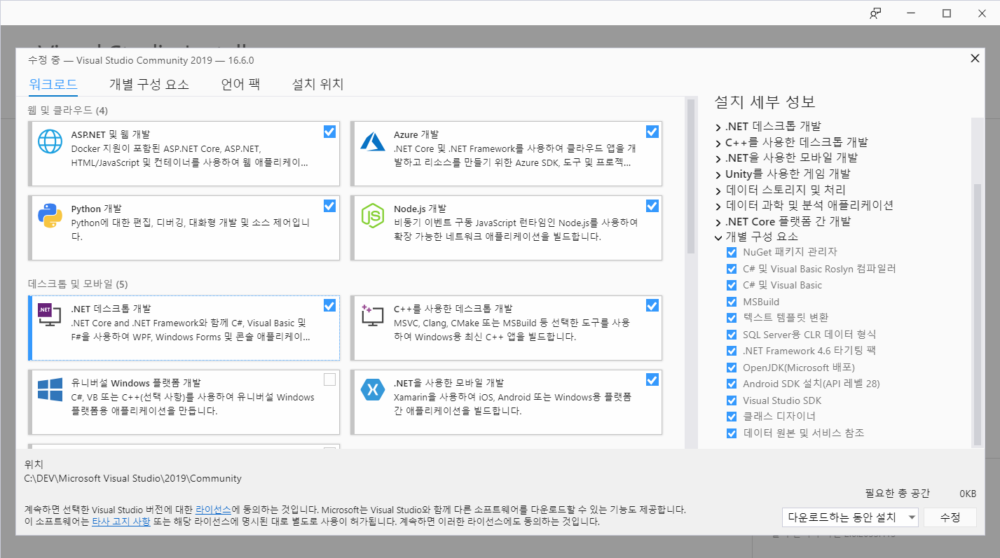 수정 중 — Visual Studio Community 2019 — 16.6.0
워크로드
개별 구성 요소
언어 팩
설치 위치
웹 및 클라우드 (4)
ASP.NET 및 웹 개발
Docker 지원이 포함된 ASP.NET Core, ASP.NET,
HTML/JavaScript 및 컨테이너를 사용하여 웹 애플리케이...
Azure 개발
.NET Core 및 .NET Framework를 사용하여 클라우드 앱을 개
발하고 리소스를 만들기 위한 Azure SDK, 도구 및 프로젝...
Python 개발
Python에 대한 편집, 디버깅, 대화형 개발 및 소스 제어입니
다.
JS
Node.js 개발
비동기 이벤트 구동 JavaScript 런타임인 Node.js를 사용하여
확장 가능한 네트워크 애플리케이션을 빌드합니다.
데스크톱 및 모바일 (5)
.NET
.NET 데스크톱 개발
.NET Core and .NET Framework와 함께 C#, Visual Basic 및
F#을 사용하여 WPF, Windows Forms 및 콘솔 애플리케이...
C++를 사용한 데스크톱 개발
MSVC, Clang, CMake 또는 MSBuild 등 선택한 도구를 사용
하여 Windows용 최신 C++ 앱을 빌드합니다.
유니버설 Windows 플랫폼 개발
C#, VB 또는 C++(선택 사항)를 사용하여 유니버설 Windows
플랫폼용 애플리케이션을 만듭니다.
.NET을 사용한 모바일 개발
Xamarin을 사용하여 iOS, Android 또는 Windows용 플랫폼
간 애플리케이션을 빌드합니다.
설치 세부 정보
.NET 데스크톱 개발
C++를 사용한 데스크톱 개발
.NET을 사용한 모바일 개발
Unity를 사용한 게임 개발
데이터 스토리지 및 처리
데이터 과학 및 분석 애플리케이션
.NET Core 플랫폼 간 개발
개별 구성 요소
NuGet 패키지 관리자
C# 및 Visual Basic Roslyn 컴파일러
C# 및 Visual Basic
MSBuild
텍스트 템플릿 변환
SQL Server용 CLR 데이터 형식
.NET Framework 4.6 타기팅 팩
OpenJDK(Microsoft 배포)
Android SDK 설치(API 레벨 28)
Visual Studio SDK
클래스 디자이너
데이터 원본 및 서비스 참조
위치
C:\DEV\Microsoft Visual Studio\2019\Community
필요한 총 공간 0KB
계속하면 선택한 Visual Studio 버전에 대한 라이선스에 동의하는 것입니다. Microsoft는 Visual Studio와 함께 다른 소프트웨어를 다운로드할 수 있는 기능도 제공합니다.
이 소프트웨어는 타사 고지 사항 또는 해당 라이선스에 명시된 대로 별도로 사용이 허가됩니다. 계속하면 이러한 라이선스에도 동의하는 것입니다.
다운로드하는 동안 설치
수정